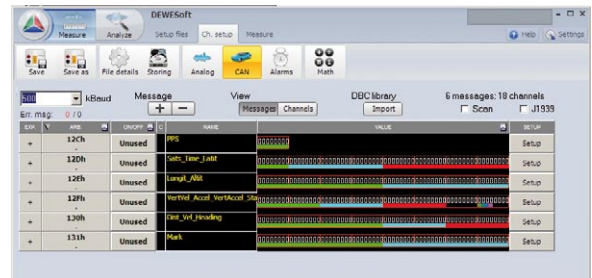 DEWESoft
Measure Analyze Setup files Ch. setup Measure Help Settings
Save Save as File details Storing Analog CAN Alarms Math
500 kBaud Message View DBC library 6 messages; 18 channels
+ - Messages Channels Import Scan J1939
Err. msg: 0 / 0
ON/OFF C NAME VALUE SETUP
+ 12Ch Unused PPS Setup
+ 12Dh Unused Sats_Time_Latit Setup
+ 12Eh Unused Longit_Altit Setup
+ 12Fh Unused VertVel_Accel_VertAccel_Sta Setup
+ 130h Unused Dist_Vel_Heading Setup
+ 131h Unused Mark Setup